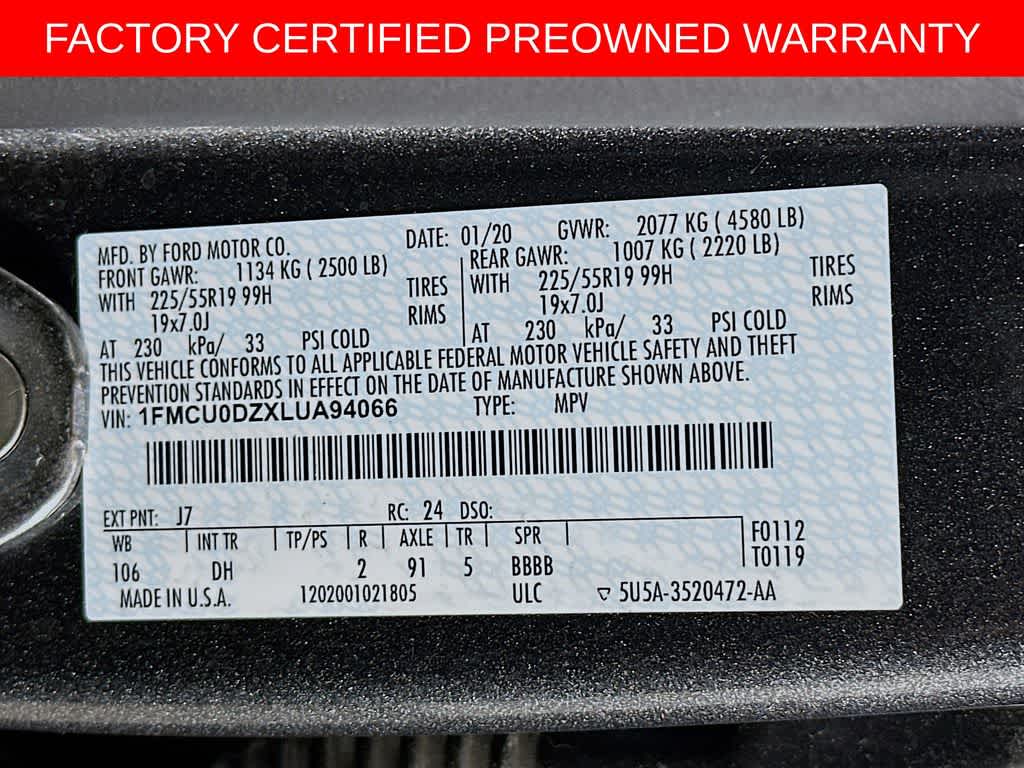 FACTORY CERTIFIED PREOWNED WARRANTY
MFD. BY FORD MOTOR CO. DATE: 01/20 GVWR: 2077 KG ( 4580 LB)
FRONT GAWR: 1134 KG ( 2500 LB) REAR GAWR: 1007 KG ( 2220 LB)
WITH 225/55R19 99H TIRES WITH 225/55R19 99H TIRES
19x7.0J RIMS 19x7.0J RIMS
AT 230 kPa/ 33 PSI COLD AT 230 kPa/ 33 PSI COLD
THIS VEHICLE CONFORMS TO ALL APPLICABLE FEDERAL MOTOR VEHICLE SAFETY AND THEFT
PREVENTION STANDARDS IN EFFECT ON THE DATE OF MANUFACTURE SHOWN ABOVE.
VIN: 1FMCU0DZXLUA94066 TYPE: MPV
EXT PNT: J7 RC: 24 DSO:
WB | INT TR | TP/PS | R | AXLE | TR | SPR | F0112
106 DH 2 91 5 BBBB T0119
MADE IN U.S.A. 1202001021805 ULC ▽ 5U5A-3520472-AA